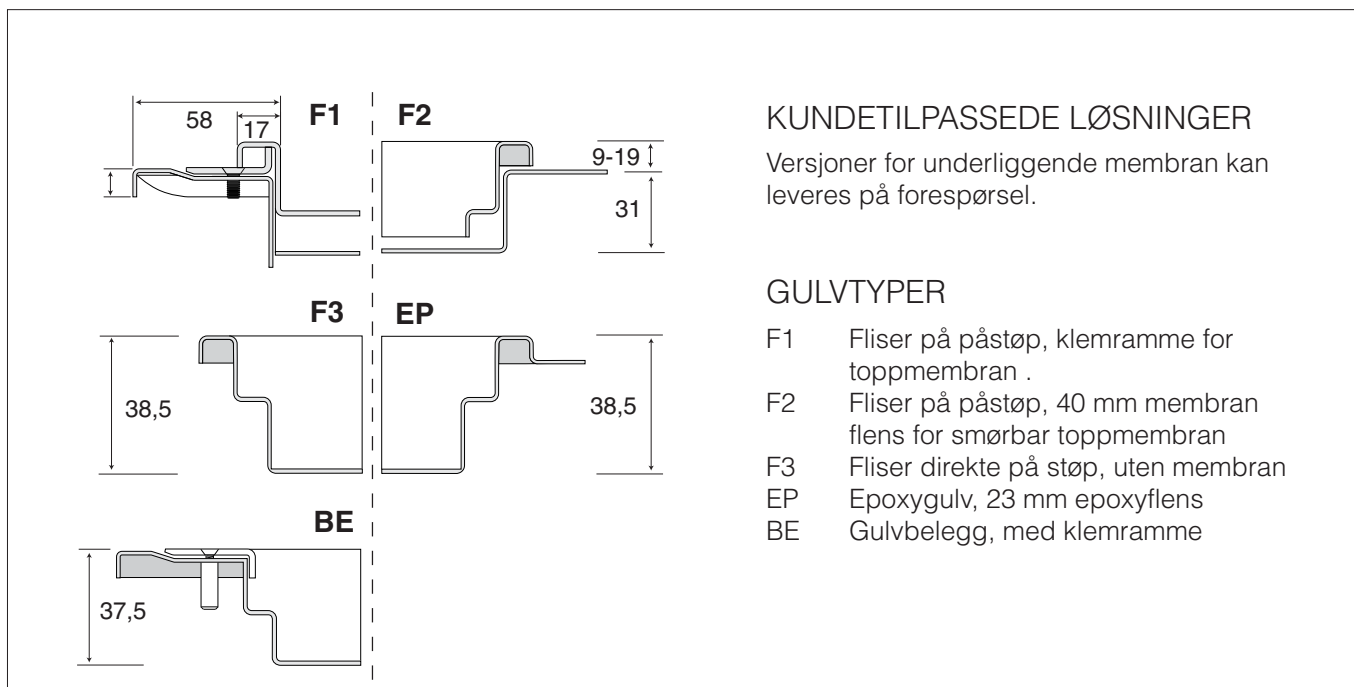 F1
F2
58
17
9-19
31
F3
EP
38,5
38,5
BE
37,5
KUNDETILPASSEDE LØSNINGER
Versjoner for underliggende membran kan
leveres på forespørsel.
GULVTYPER
F1 Fliser på påstøp, klemramme for
toppmembran .
F2 Fliser på påstøp, 40 mm membran
flens for smørbar toppmembran
F3 Fliser direkte på støp, uten membran
EP Epoxygulv, 23 mm epoxyflens
BE Gulvbelegg, med klemramme